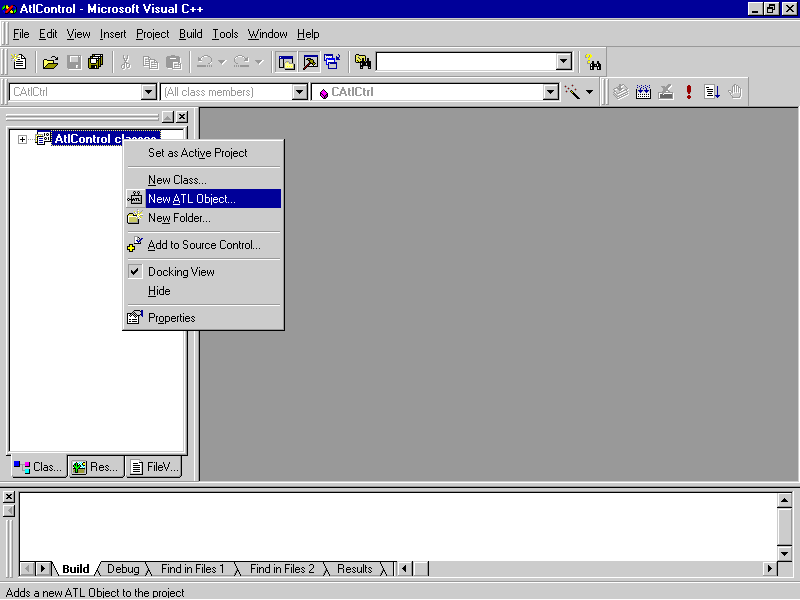 AtlControl - Microsoft Visual C++
File Edit View Insert Project Build Tools Window Help
CAtlCtrl (All class members) CAtlCtrl
AtlControl classes
Set as Active Project
New Class...
New ATL Object...
New Folder...
Add to Source Control...
Docking View
Hide
Properties
Clas... Res... FileV...
Build Debug Find in Files 1 Find in Files 2 Results
Adds a new ATL Object to the project